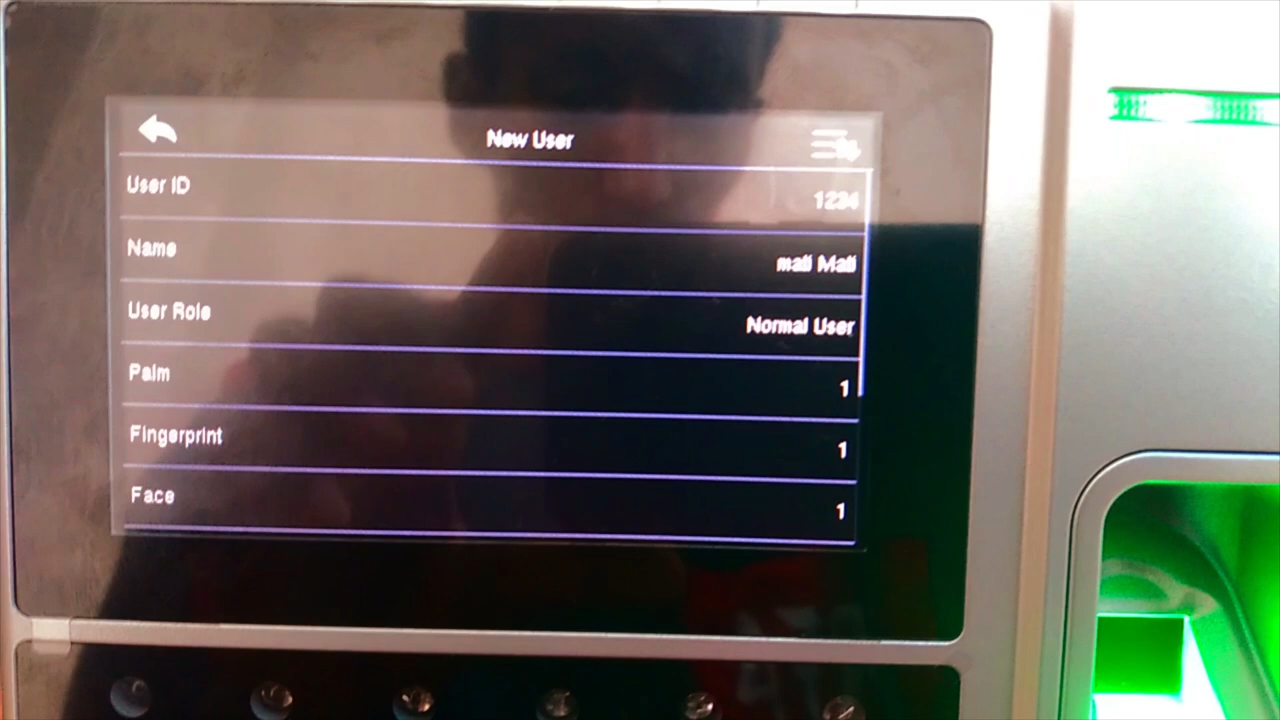 New User
User ID 1234
Name mali Mali
User Role Normal User
Palm 1
Fingerprint 1
Face 1